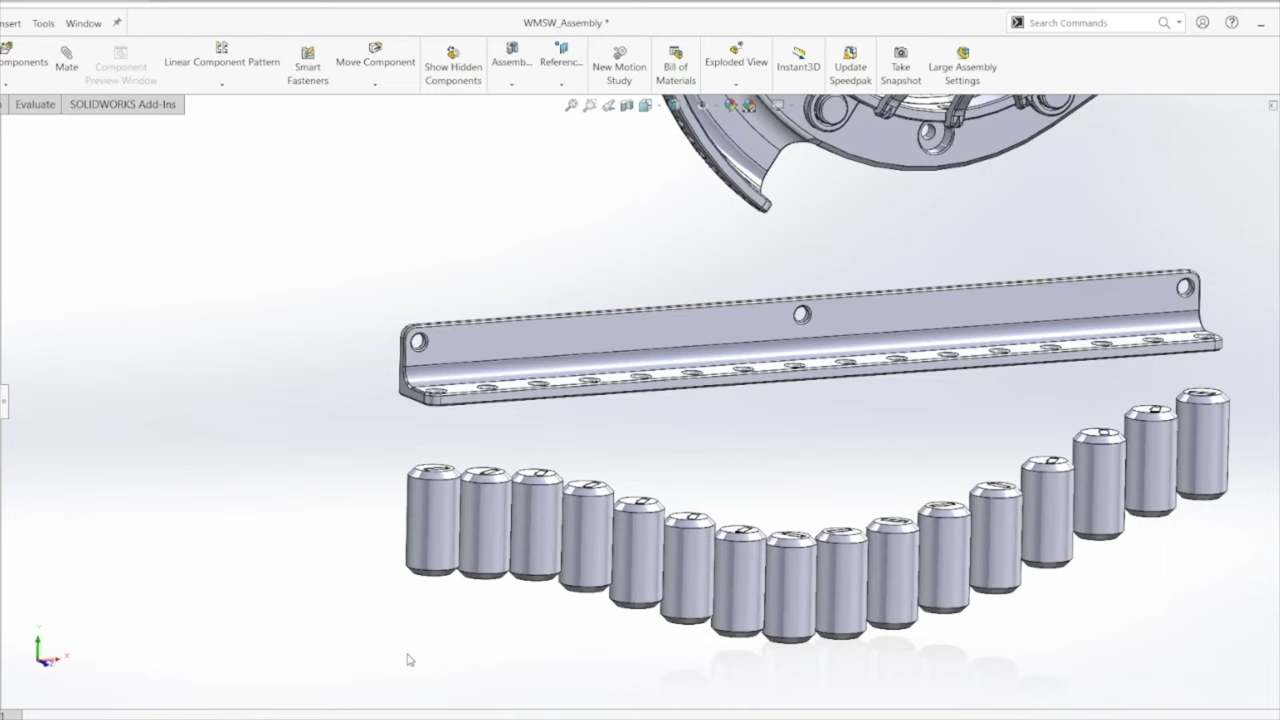 nsert Tools Window WMSW_Assembly * Search Commands
omponents Mate Component Preview Window Linear Component Pattern Smart Fasteners Move Component Show Hidden Components Assemb... Referenc... New Motion Study Bill of Materials Exploded View Instant3D Update Speedpak Take Snapshot Large Assembly Settings
Evaluate SOLIDWORKS Add-Ins
Y
X
Z
1